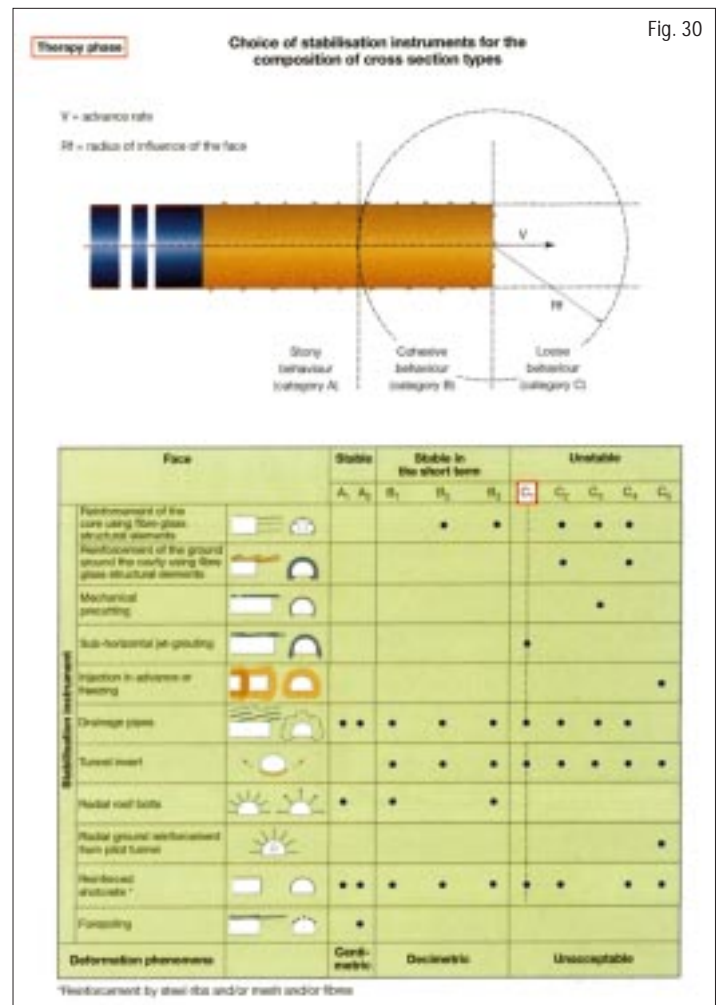 Fig. 30
Therapy phase
Choice of stabilisation instruments for the
composition of cross section types
V = advance rate
Rf = radius of influence of the face
V
Rf
Stony
behaviour
(category A)
Cohesive
behaviour
(category B)
Loose
behaviour
(category C)
Face
Stable
Stable in
the short term
Unstable
A₁ A₂ B₁ B₂ B₃ C₁ C₂ C₃ C₄ C₅
Stabilisation instrument
Reinforcement of the
core using fibre glass
structural elements
Reinforcement of the ground
around the cavity using fibre
glass structural elements
Mechanical
precutting
Sub-horizontal jet-grouting
Injection in advance or
freezing
Drainage pipes
Tunnel invert
Radial roof bolts
Radial ground reinforcement
from pilot tunnel
Reinforced
shotcrete *
Forepoling
Deformation phenomena
Centi-
metric
Decimetric
Unacceptable
*Reinforcement by steel ribs and/or mesh and/or fibres